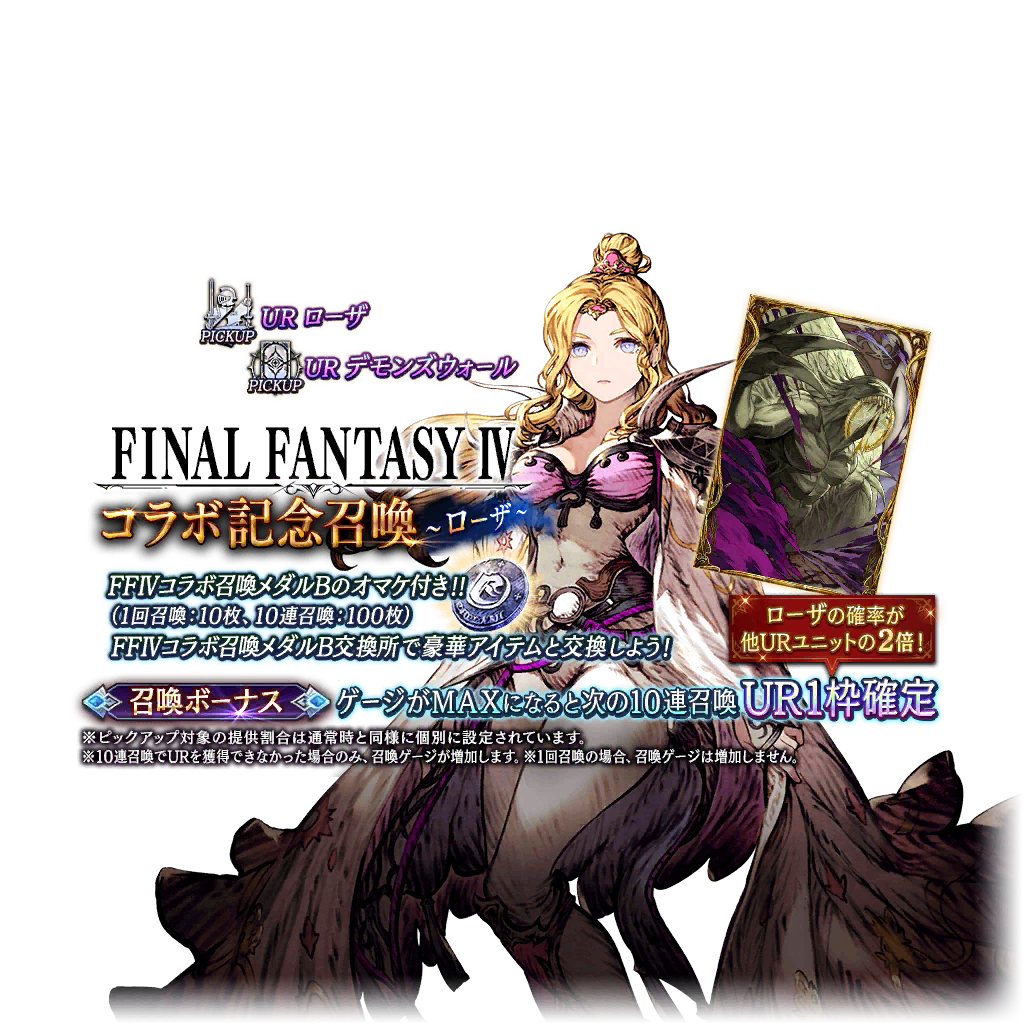 PICKUP
UR ローザ
PICKUP
UR デモンズウォール
FINAL FANTASY IV
コラボ記念召喚 ~ローザ~
FFIVコラボ召喚メダルBのオマケ付き!!
(1回召喚:10枚、10連召喚:100枚)
FFIVコラボ召喚メダルB交換所で豪華アイテムと交換しよう!
ローザの確率が
他URユニットの2倍!
召喚ボーナス
ゲージがMAXになると次の10連召喚 UR1枠確定
※ピックアップ対象の提供割合は通常時と同様に個別に設定されています。
※10連召喚でURを獲得できなかった場合のみ、召喚ゲージが増加します。※1回召喚の場合、召喚ゲージは増加しません。